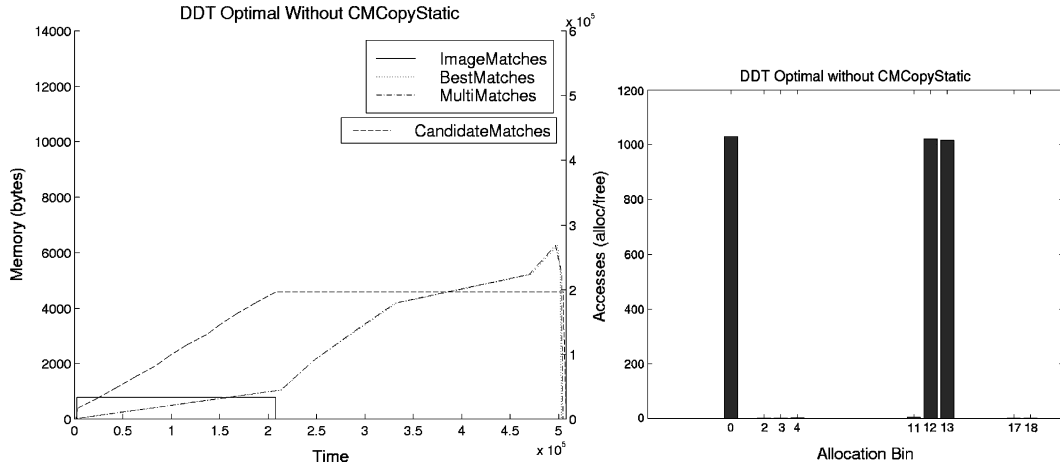 DDT Optimal Without CMCopyStatic
x 10^5
14000
12000
10000
8000
6000
4000
2000
0
Memory (bytes)
ImageMatches
BestMatches
MultiMatches
CandidateMatches
6
5
4
3
2
1
0
0 0.5 1 1.5 2 2.5 3 3.5 4 4.5 5
x 10^5
Time
DDT Optimal without CMCopyStatic
1200
1000
800
600
400
200
0
Accesses (alloc/free)
0 2 3 4 11 12 13 17 18
Allocation Bin